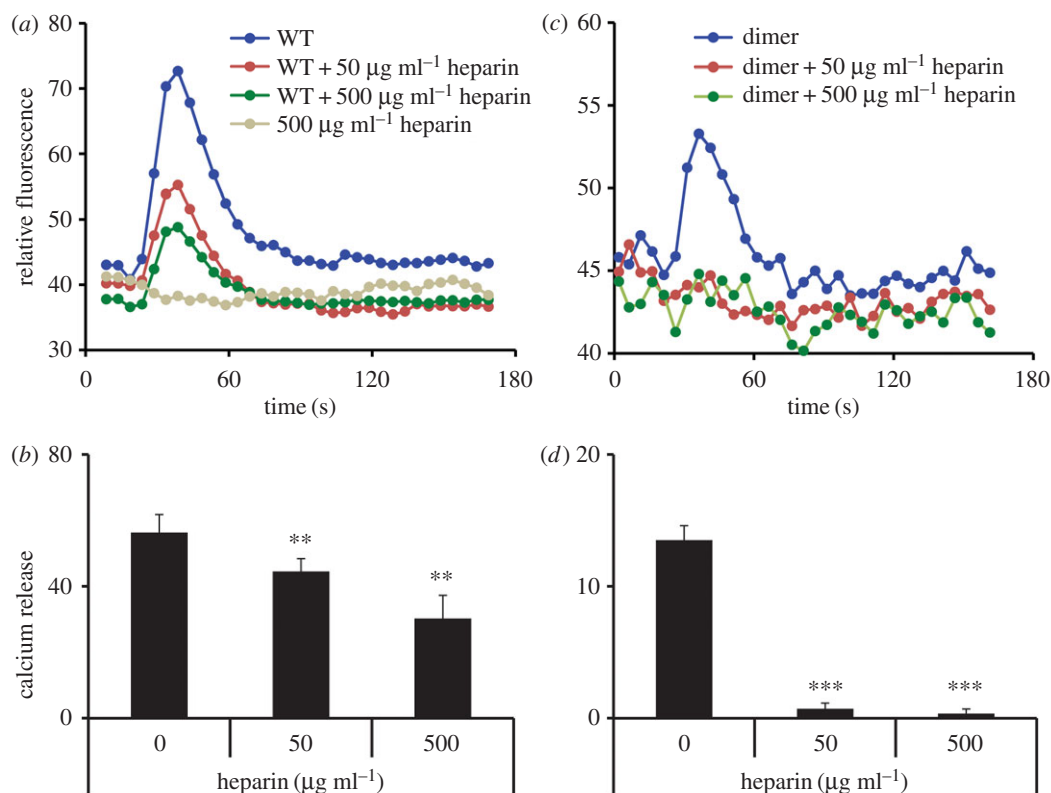 (a)
WT
WT + 50 µg ml⁻¹ heparin
WT + 500 µg ml⁻¹ heparin
500 µg ml⁻¹ heparin
relative fluorescence
70
60
50
40
30
0 60 120 180
time (s)
(c)
dimer
dimer + 50 µg ml⁻¹ heparin
dimer + 500 µg ml⁻¹ heparin
60
55
50
45
40
0 60 120 180
time (s)
(b)
calcium release
80
40
0
**
**
0 50 500
heparin (µg ml⁻¹)
(d)
20
10
0
***
***
0 50 500
heparin (µg ml⁻¹)